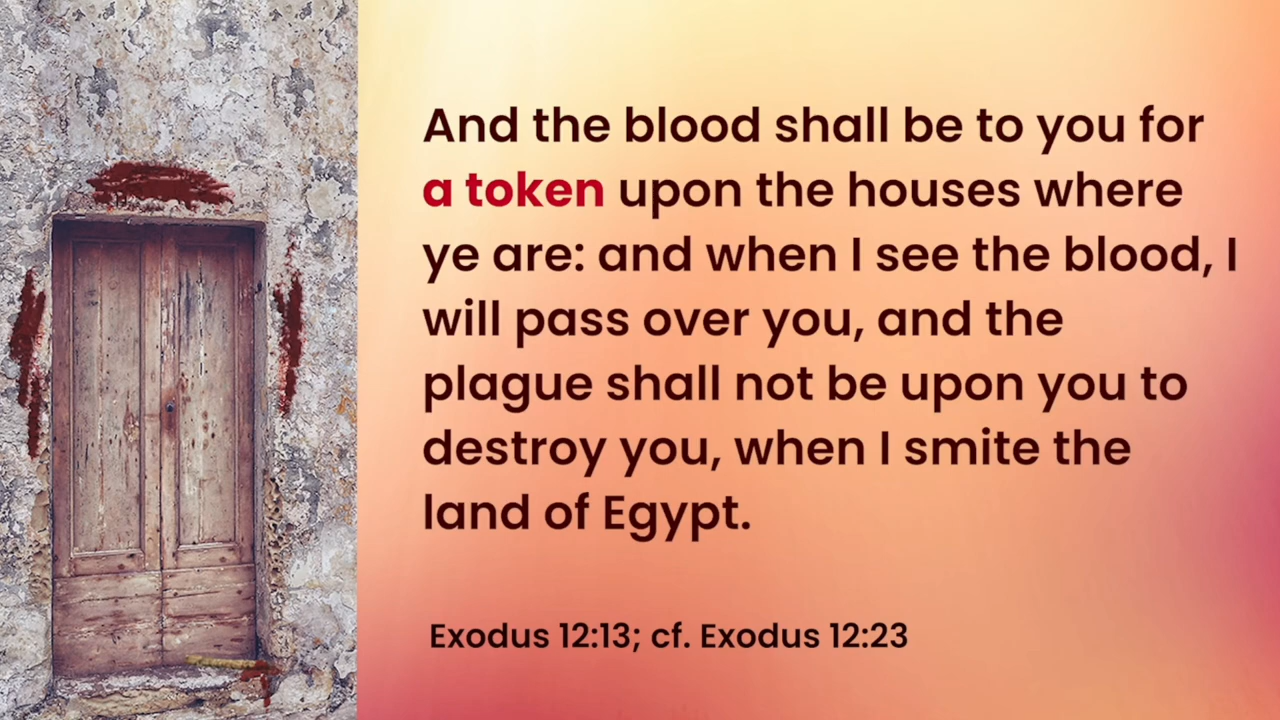 And the blood shall be to you for
a token upon the houses where
ye are: and when I see the blood, I
will pass over you, and the
plague shall not be upon you to
destroy you, when I smite the
land of Egypt.
Exodus 12:13; cf. Exodus 12:23